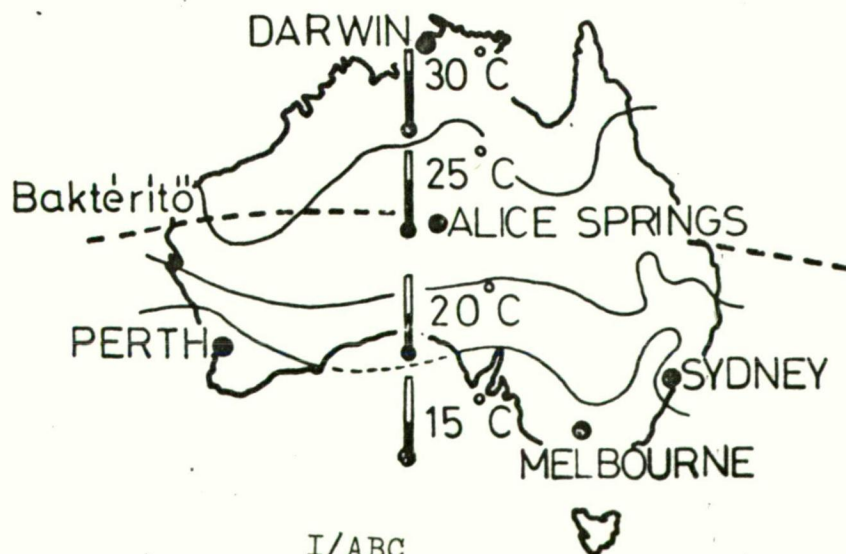 DARWIN
30°C
25°C
Baktérítő
ALICE SPRINGS
20°C
PERTH
SYDNEY
15°C
MELBOURNE
I/ABC